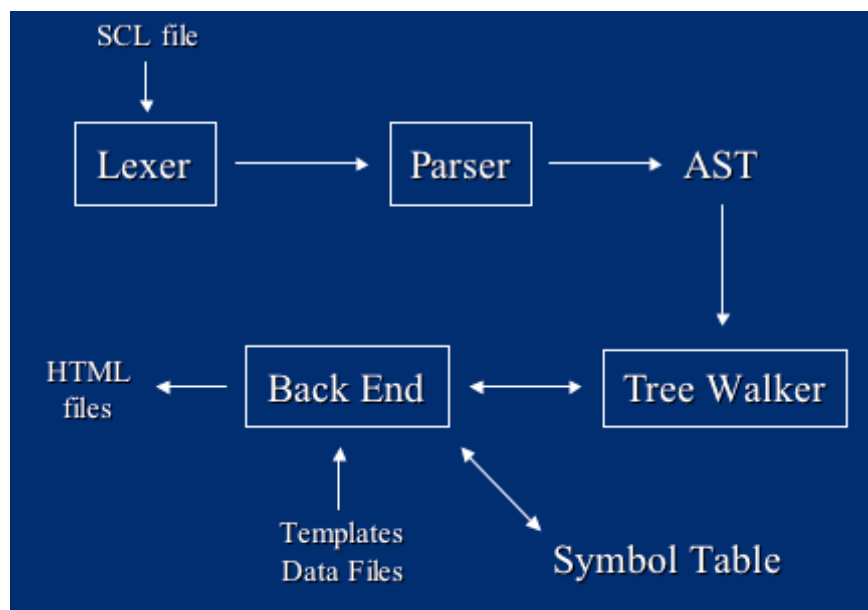 SCL file
Lexer
Parser
AST
HTML
files
Back End
Tree Walker
Templates
Data Files
Symbol Table